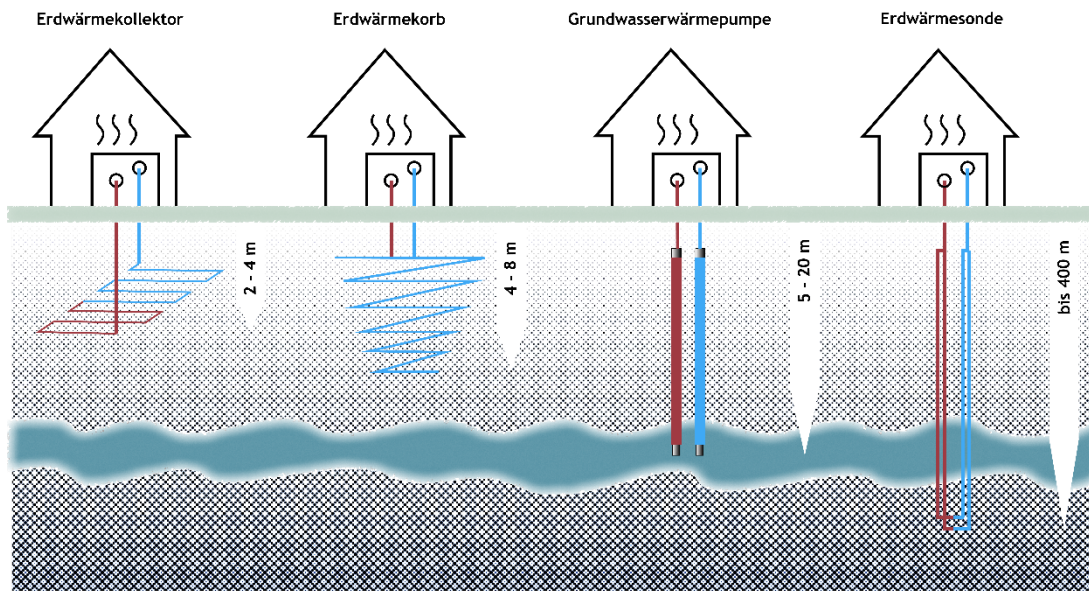 Erdwärmekollektor
Erdwärmekorb
Grundwasserwärmepumpe
Erdwärmesonde
2 - 4 m
4 - 8 m
5 - 20 m
bis 400 m